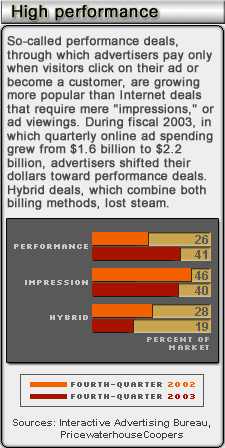 High performance
So-called performance deals,
through which advertisers pay only
when visitors click on their ad or
become a customer, are growing
more popular than Internet deals
that require mere "impressions," or
ad viewings. During fiscal 2003, in
which quarterly online ad spending
grew from $1.6 billion to $2.2
billion, advertisers shifted their
dollars toward performance deals.
Hybrid deals, which combine both
billing methods, lost steam.
PERFORMANCE 26
41
IMPRESSION 46
40
HYBRID 28
19
PERCENT OF
MARKET
FOURTH-QUARTER 2002
FOURTH-QUARTER 2003
Sources: Interactive Advertising Bureau,
PricewaterhouseCoopers